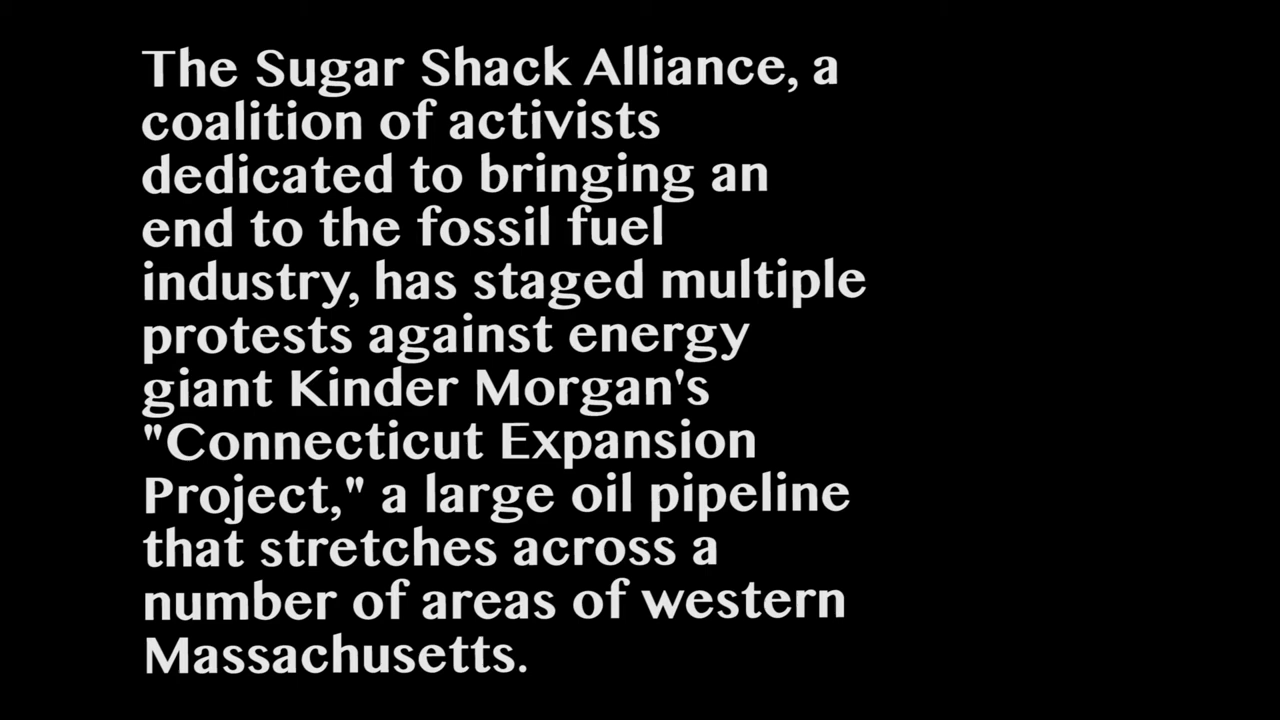 The Sugar Shack Alliance, a
coalition of activists
dedicated to bringing an
end to the fossil fuel
industry, has staged multiple
protests against energy
giant Kinder Morgan's
"Connecticut Expansion
Project," a large oil pipeline
that stretches across a
number of areas of western
Massachusetts.